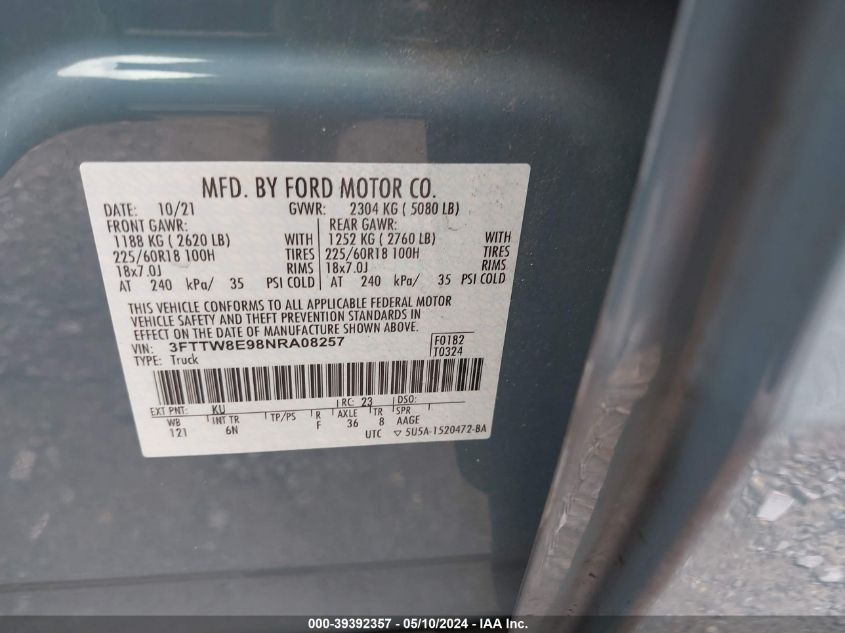 MFD. BY FORD MOTOR CO.
DATE: 10/21 GVWR: 2304 KG ( 5080 LB)
FRONT GAWR: REAR GAWR:
1188 KG ( 2620 LB) WITH 1252 KG ( 2760 LB) WITH
225/60R18 100H TIRES 225/60R18 100H TIRES
18x7.0J RIMS 18x7.0J RIMS
AT 240 kPa/ 35 PSI COLD AT 240 kPa/ 35 PSI COLD
THIS VEHICLE CONFORMS TO ALL APPLICABLE FEDERAL MOTOR
VEHICLE SAFETY AND THEFT PREVENTION STANDARDS IN
EFFECT ON THE DATE OF MANUFACTURE SHOWN ABOVE.
VIN: 3FTTW8E98NRA08257 F0182
TYPE: Truck T0324
EXT PNT: KU RC: 23 DSO:
WB INT TR TP/PS R AXLE TR SPR
121 6N F 36 8 AAGE
UTC ▽ 5U5A-1520472-BA
000-39392357 - 05/10/2024 - IAA Inc.